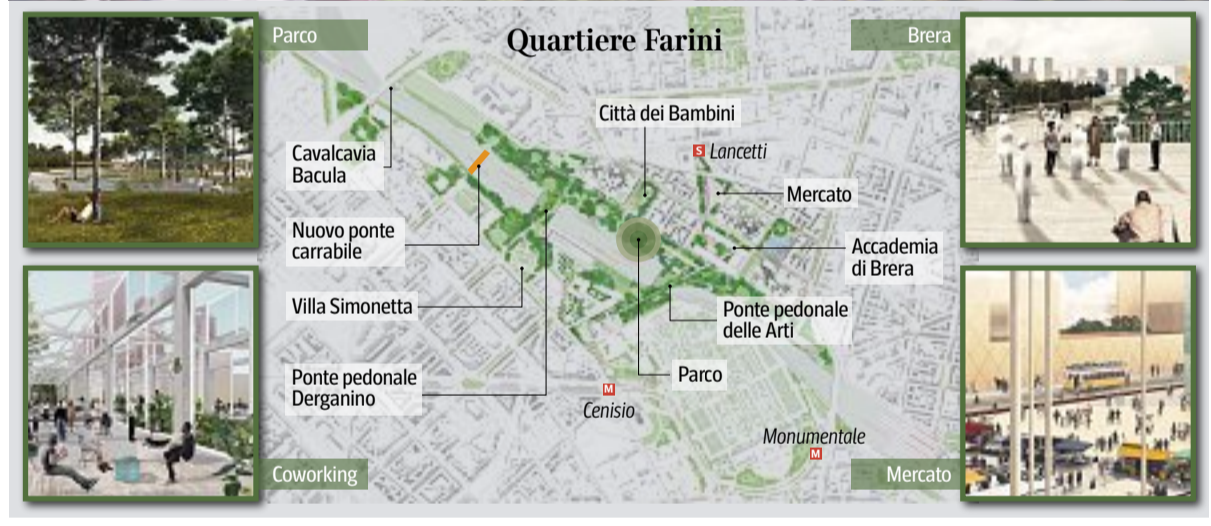 Quartiere Farini
Parco
Brera
Città dei Bambini
S Lancetti
Cavalcavia
Bacula
Mercato
Nuovo ponte
carrabile
Accademia
di Brera
Villa Simonetta
Ponte pedonale
delle Arti
Ponte pedonale
Derganino
Parco
M
Cenisio
Monumentale
M
Coworking
Mercato